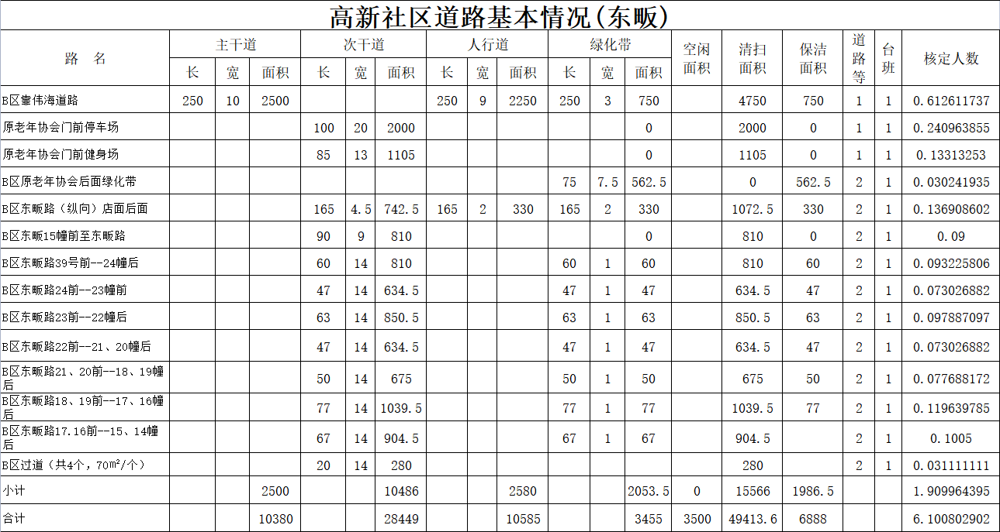 高新社区道路基本情况(东畈)
路 名 主干道 次干道 人行道 绿化带 空闲面积 清扫面积 保洁面积 道路等 台班 核定人数
长 宽 面积 长 宽 面积 长 宽 面积 长 宽 面积
B区靠伟海道路 250 10 2500 250 9 2250 250 3 750 4750 750 1 1 0.612611737
原老年协会门前停车场 100 20 2000 0 2000 0 1 1 0.240963855
原老年协会门前健身场 85 13 1105 0 1105 0 1 1 0.13313253
B区原老年协会后面绿化带 75 7.5 562.5 0 562.5 2 1 0.030241935
B区东畈路（纵向）店面后面 165 4.5 742.5 165 2 330 165 2 330 1072.5 330 2 1 0.136908602
B区东畈15幢前至东畈路 90 9 810 0 810 0 2 1 0.09
B区东畈路39号前--24幢后 60 14 810 60 1 60 810 60 2 1 0.093225806
B区东畈路24前--23幢前 47 14 634.5 47 1 47 634.5 47 2 1 0.073026882
B区东畈路23前--22幢后 63 14 850.5 63 1 63 850.5 63 2 1 0.097887097
B区东畈路22前--21、20幢后 47 14 634.5 47 1 47 634.5 47 2 1 0.073026882
B区东畈路21、20前--18、19幢后 50 14 675 50 1 50 675 50 2 1 0.077688172
B区东畈路18、19前--17、16幢后 77 14 1039.5 77 1 77 1039.5 77 2 1 0.119639785
B区东畈路17.16前--15、14幢后 67 14 904.5 67 1 67 904.5 2 1 0.1005
B区过道（共4个，70㎡/个） 20 14 280 280 2 1 0.031111111
小计 2500 10486 2580 2053.5 0 15566 1986.5 1.909964395
合计 10380 28449 10585 3455 3500 49413.6 6888 6.100802902